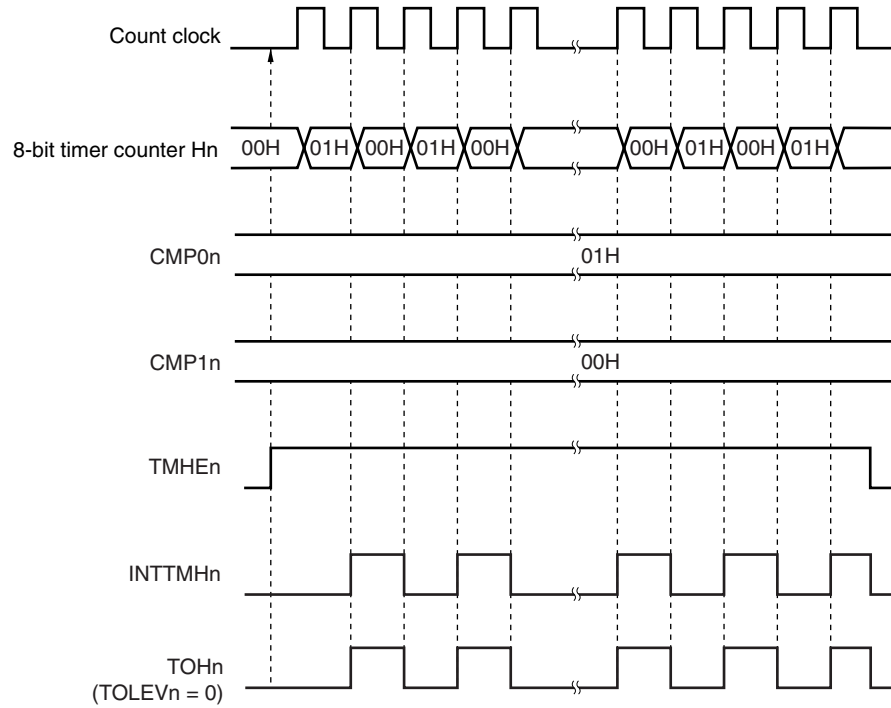 Count clock
8-bit timer counter Hn
00H 01H 00H 01H 00H 00H 01H 00H 01H
CMP0n
01H
CMP1n
00H
TMHEn
INTTMHn
TOHn
(TOLEVn = 0)